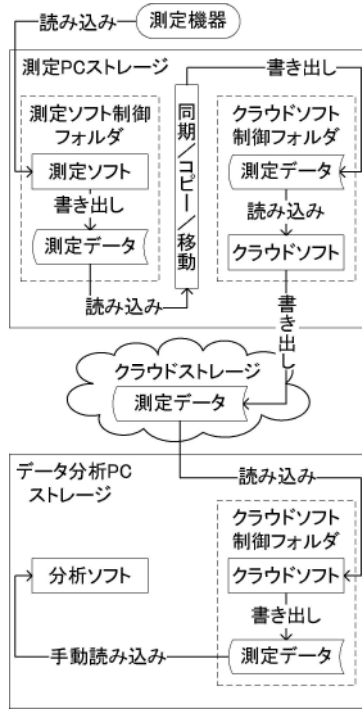 読み込み
測定機器
測定PCストレージ
書き出し
測定ソフト制御
フォルダ
測定ソフト
書き出し
測定データ
読み込み
同期／コピー／移動
クラウドソフト
制御フォルダ
測定データ
読み込み
クラウドソフト
書き出し
クラウドストレージ
測定データ
データ分析PC
ストレージ
読み込み
クラウドソフト
制御フォルダ
クラウドソフト
書き出し
測定データ
分析ソフト
手動読み込み